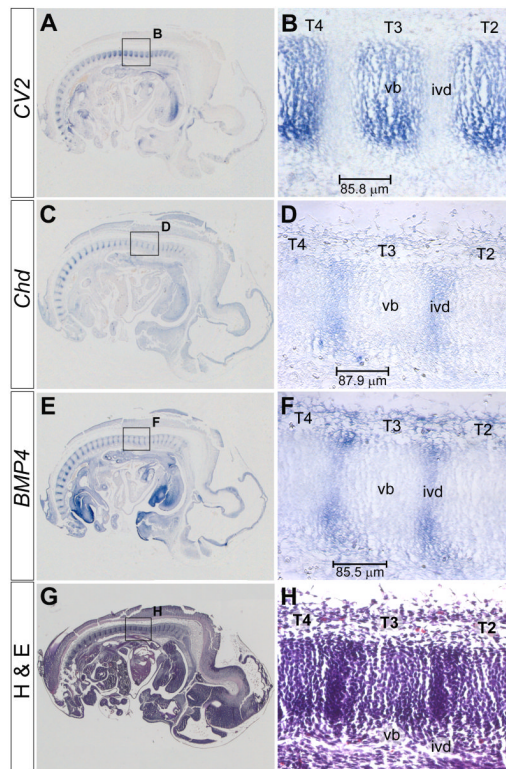 CV2
A
B
B
T4 T3 T2
vb ivd
85.8 μm
Chd
C
D
D
T4 T3 T2
vb ivd
87.9 μm
BMP4
E
F
F
T4 T3 T2
vb ivd
85.5 μm
H & E
G
H
H
T4 T3 T2
vb ivd